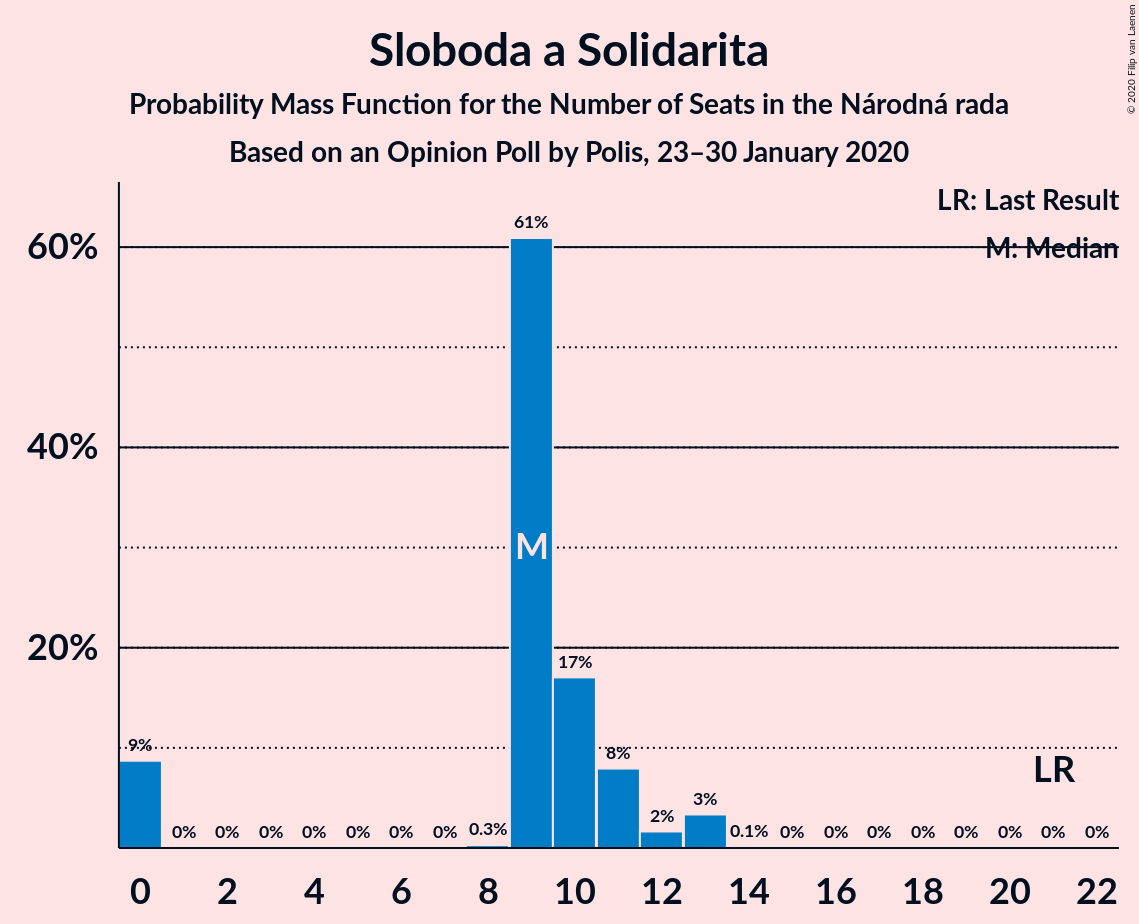 Sloboda a Solidarita
Probability Mass Function for the Number of Seats in the Národná rada
Based on an Opinion Poll by Polis, 23–30 January 2020
© 2020 Filip van Laenen
LR: Last Result
M: Median
60%
40%
20%
9%
0%
0%
0%
0%
0%
0%
0%
0.3%
61%
M
17%
8%
2%
3%
0.1%
0%
0%
0%
0%
0%
0%
0%
0%
LR
0 2 4 6 8 10 12 14 16 18 20 22